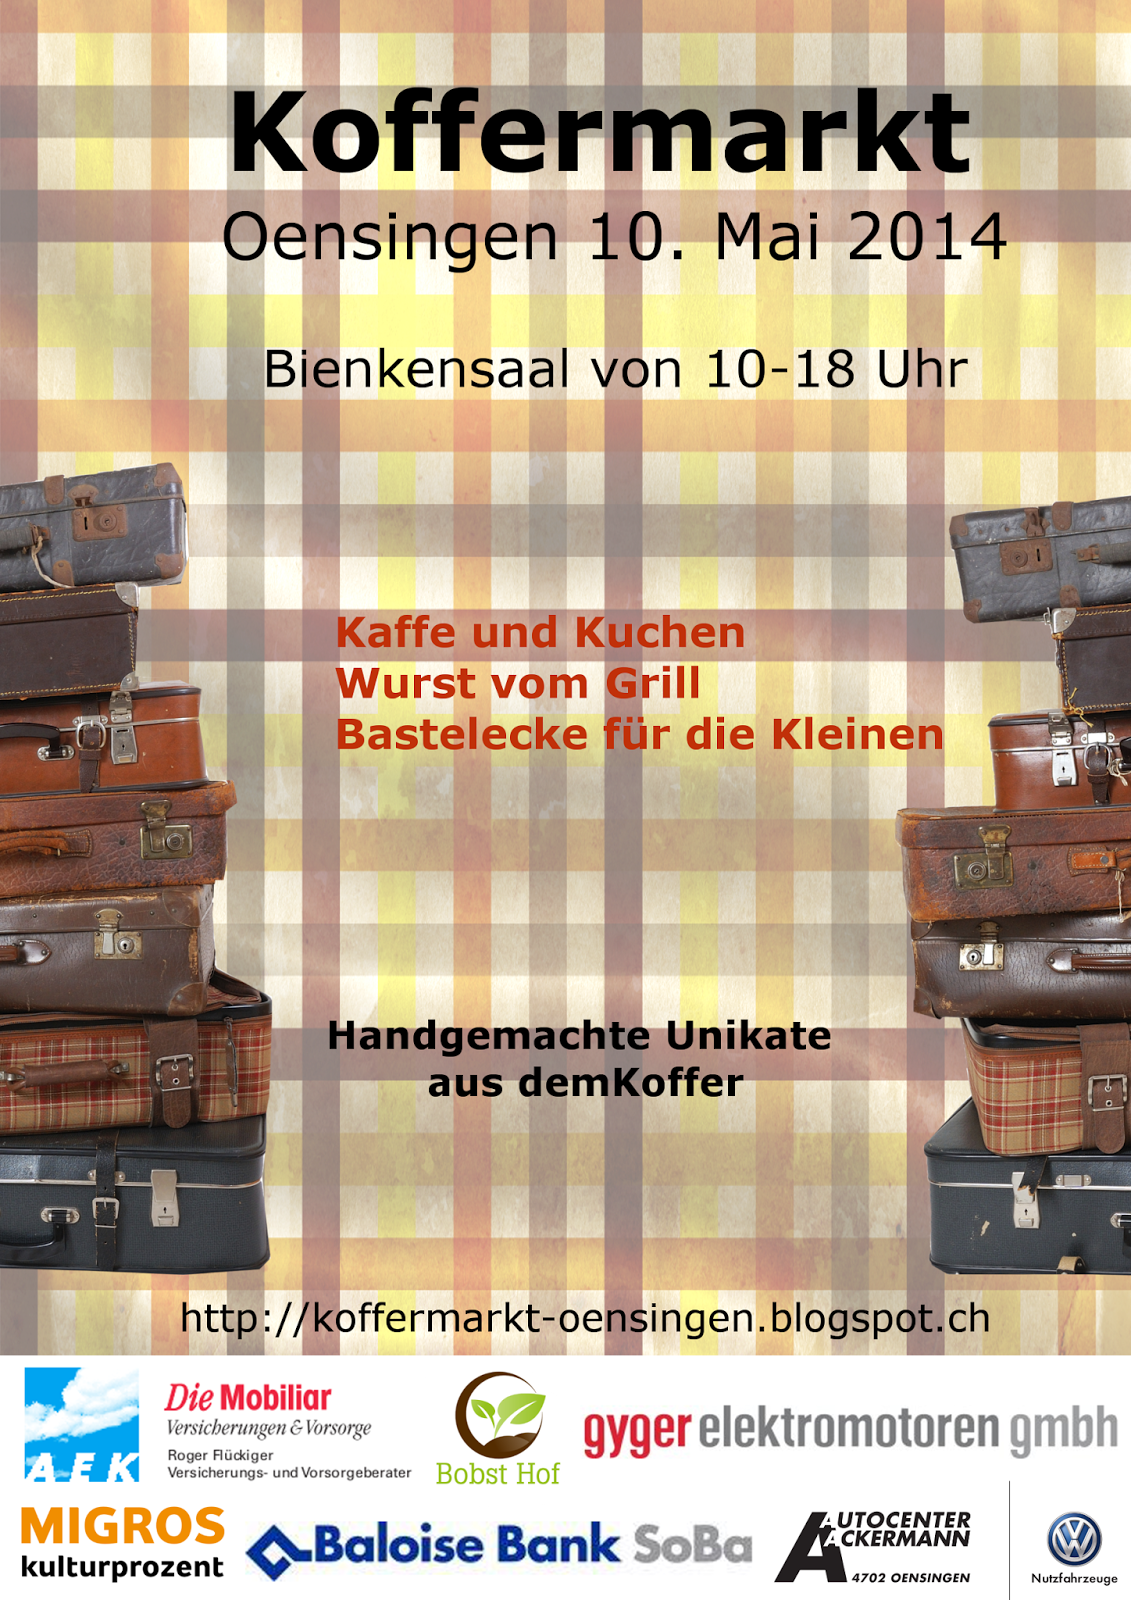 Koffermarkt
Oensingen 10. Mai 2014
Bienkensaal von 10-18 Uhr
Kaffe und Kuchen
Wurst vom Grill
Bastelecke für die Kleinen
Handgemachte Unikate
aus demKoffer
http://koffermarkt-oensingen.blogspot.ch
AEK
Die Mobiliar
Versicherungen & Vorsorge
Roger Flückiger
Versicherungs- und Vorsorgeberater
Bobst Hof
gyger elektromotoren gmbh
MIGROS
kulturprozent
Baloise Bank SoBa
AUTOCENTER
ACKERMANN
4702 OENSINGEN
Nutzfahrzeuge